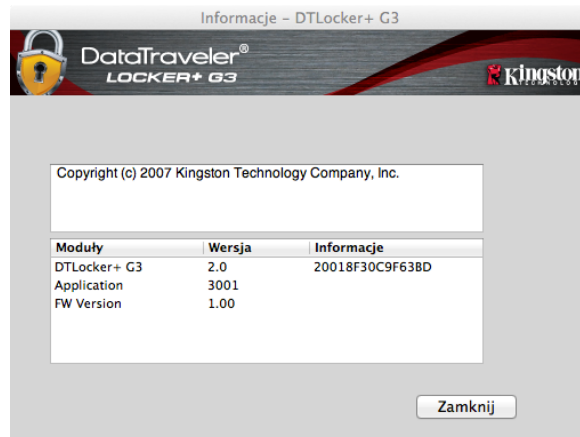 Informacje – DTLocker+ G3
DataTraveler®
LOCKER+ G3
Kingston
TECHNOLOGY
Copyright (c) 2007 Kingston Technology Company, Inc.
Moduły Wersja Informacje
DTLocker+ G3 2.0 20018F30C9F63BD
Application 3001
FW Version 1.00
Zamknij